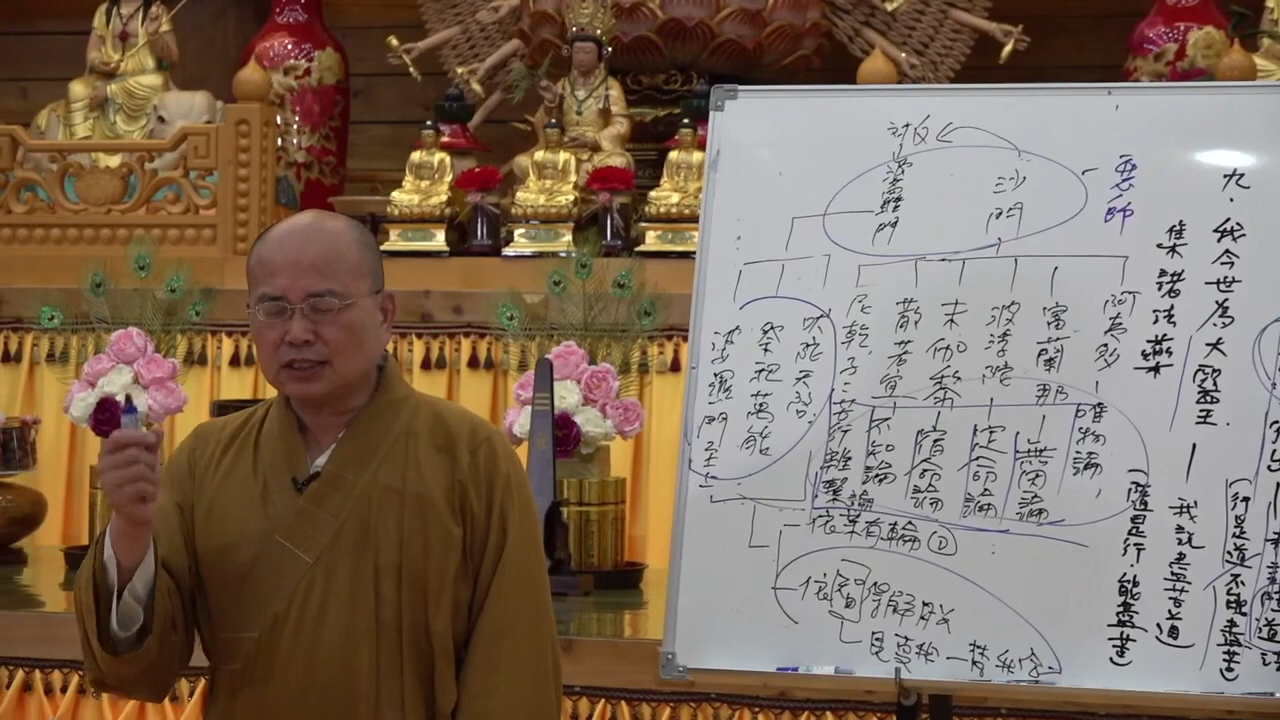 九、我今世為大醫王 — 我說盡苦道
集諸法藥
(行是道不能盡苦)
(隨是行，能盡苦)
惡師
沙門
婆羅門
阿夷多 — 唯物論，
富蘭那 — 無因論
波浮陀 — 定命論
末伽黎 — 宿命論
散若宜 — 不知論
尼乾子：苦行離繫論
吠陀天啓
祭祀萬能
婆羅門至上
依業有輪 ①
依智得解脫
見真我 —